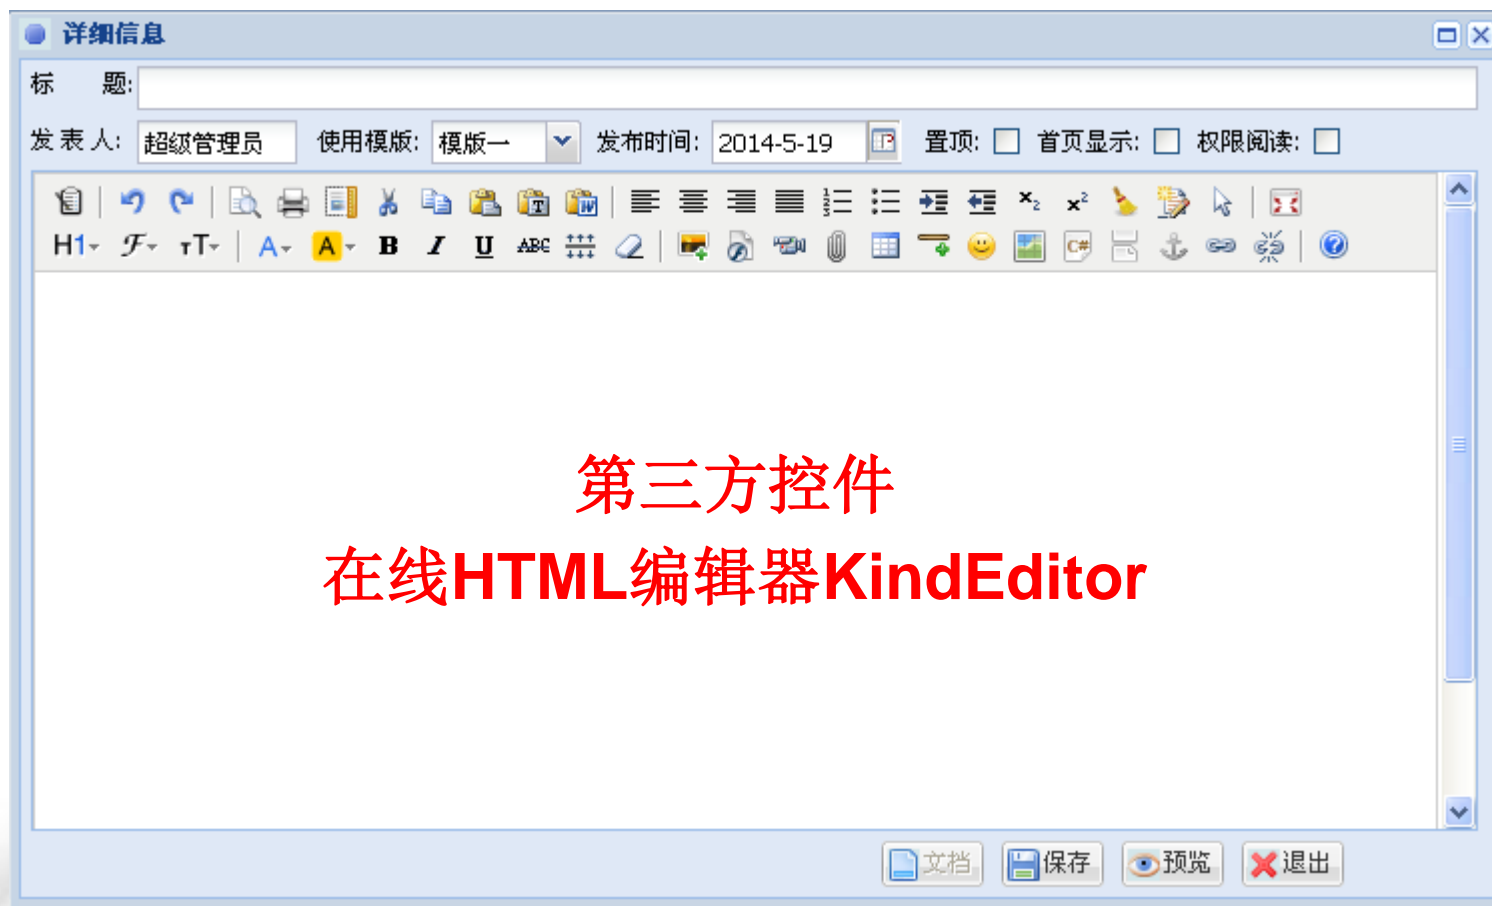 详细信息
标 题:
发 表 人: 超级管理员 使用模版: 模版一 发布时间: 2014-5-19 置顶: 首页显示: 权限阅读:
H1 F тT A A B I U ABC C#
第三方控件
在线HTML编辑器KindEditor
文档 保存 预览 退出